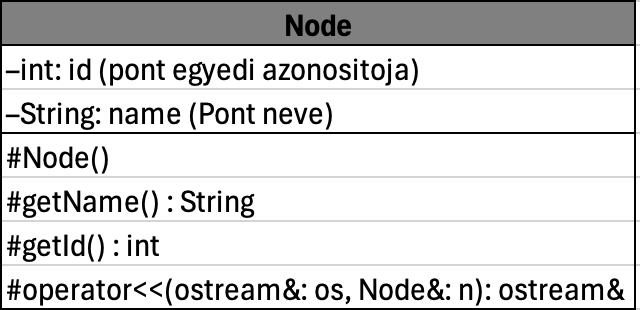 Node
–int: id (pont egyedi azonositoja)
–String: name (Pont neve)
#Node()
#getName() : String
#getId() : int
#operator<<(ostream&: os, Node&: n): ostream&